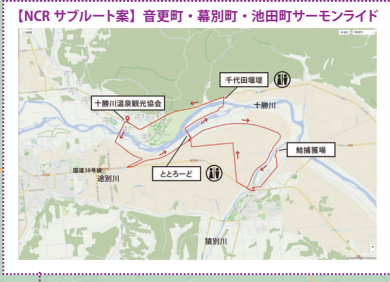 【NCR サブルート案】音更町・幕別町・池田町サーモンライド
千代田堰堤
十勝川温泉観光協会
十勝川
鮭捕獲場
国道38号線
途別川
ととろーど
猿別川